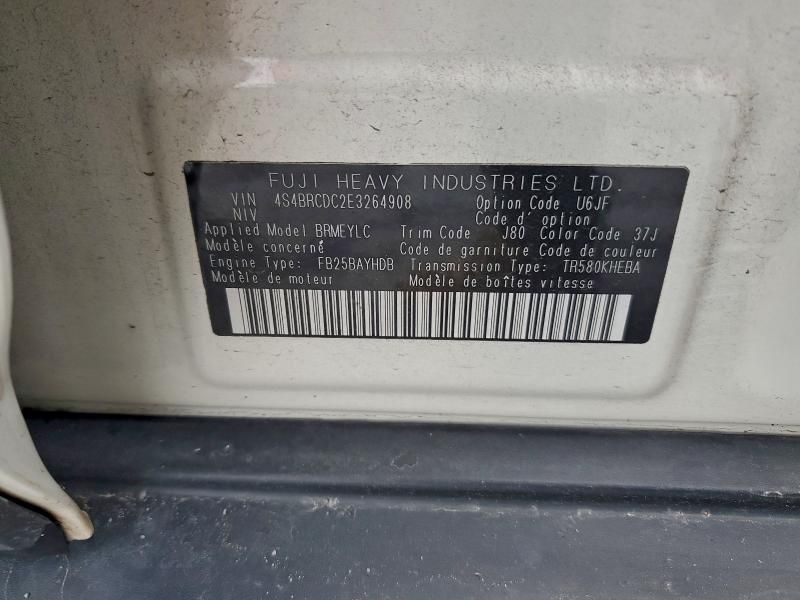 FUJI HEAVY INDUSTRIES LTD.
VIN 4S4BRCDC2E3264908 Option Code U6JF
NIV Code d' option
Applied Model BRMEYLC Trim Code J80 Color Code 37J
Modèle concerné Code de garniture Code de couleur
Engine Type: FB25BAYHDB Transmission Type: TR580KHEBA
Modèle de moteur Modèle de boîtes vitesse